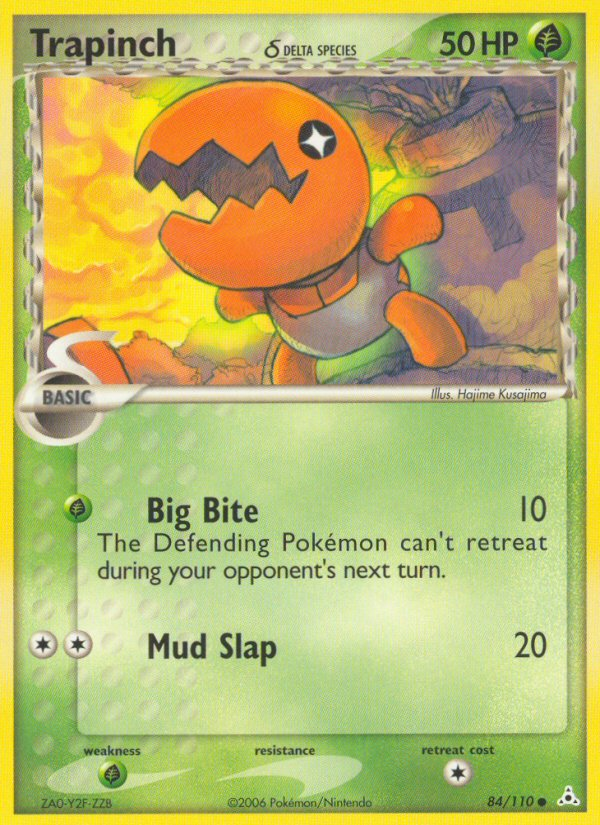 Trapinch δ DELTA SPECIES 50 HP
Illus. Hajime Kusajima
BASIC
Big Bite 10
The Defending Pokémon can't retreat
during your opponent's next turn.
Mud Slap 20
weakness resistance retreat cost
ZA0-Y2F-ZZB ©2006 Pokémon/Nintendo 84/110